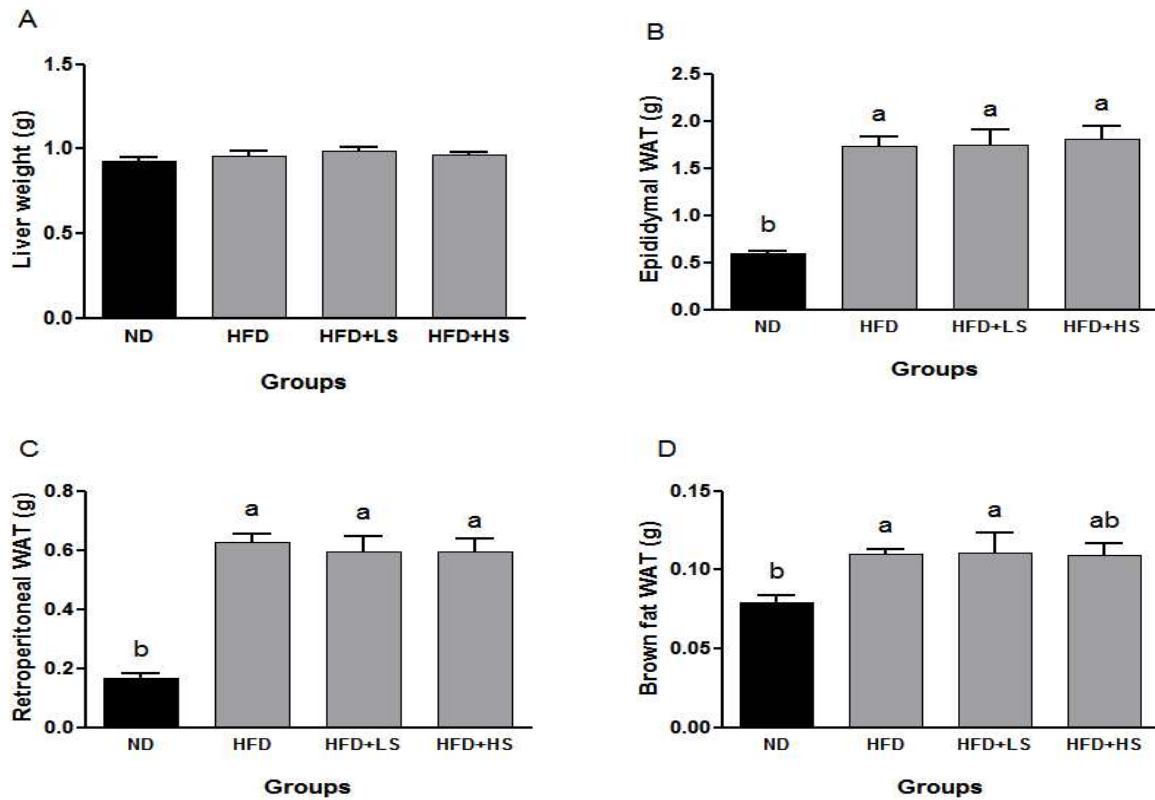 A
Liver weight (g)
1.5
1.0
0.5
0.0
ND HFD HFD+LS HFD+HS
Groups
B
Epididymal WAT (g)
2.5
2.0
1.5
1.0
0.5
0.0
b a a a
ND HFD HFD+LS HFD+HS
Groups
C
Retroperitoneal WAT (g)
0.8
0.6
0.4
0.2
0.0
b a a a
ND HFD HFD+LS HFD+HS
Groups
D
Brown fat WAT (g)
0.15
0.10
0.05
0.00
b a a ab
ND HFD HFD+LS HFD+HS
Groups